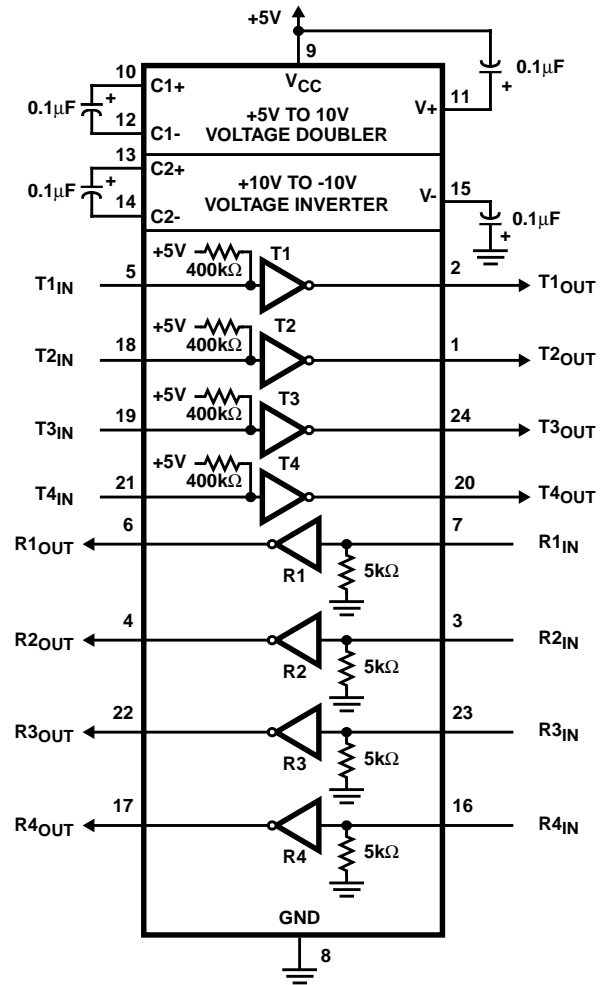 +5V
9
VCC
10
C1+
0.1μF
+
12
C1-
+5V TO 10V
VOLTAGE DOUBLER
V+
11
0.1μF
+
13
C2+
0.1μF
+
14
C2-
+10V TO -10V
VOLTAGE INVERTER
V-
15
0.1μF
+
T1IN
5
+5V
400kΩ
T1
2
T1OUT
T2IN
18
+5V
400kΩ
T2
1
T2OUT
T3IN
19
+5V
400kΩ
T3
24
T3OUT
T4IN
21
+5V
400kΩ
T4
20
T4OUT
R1OUT
6
R1
5kΩ
7
R1IN
R2OUT
4
R2
5kΩ
3
R2IN
R3OUT
22
R3
5kΩ
23
R3IN
R4OUT
17
R4
5kΩ
16
R4IN
GND
8